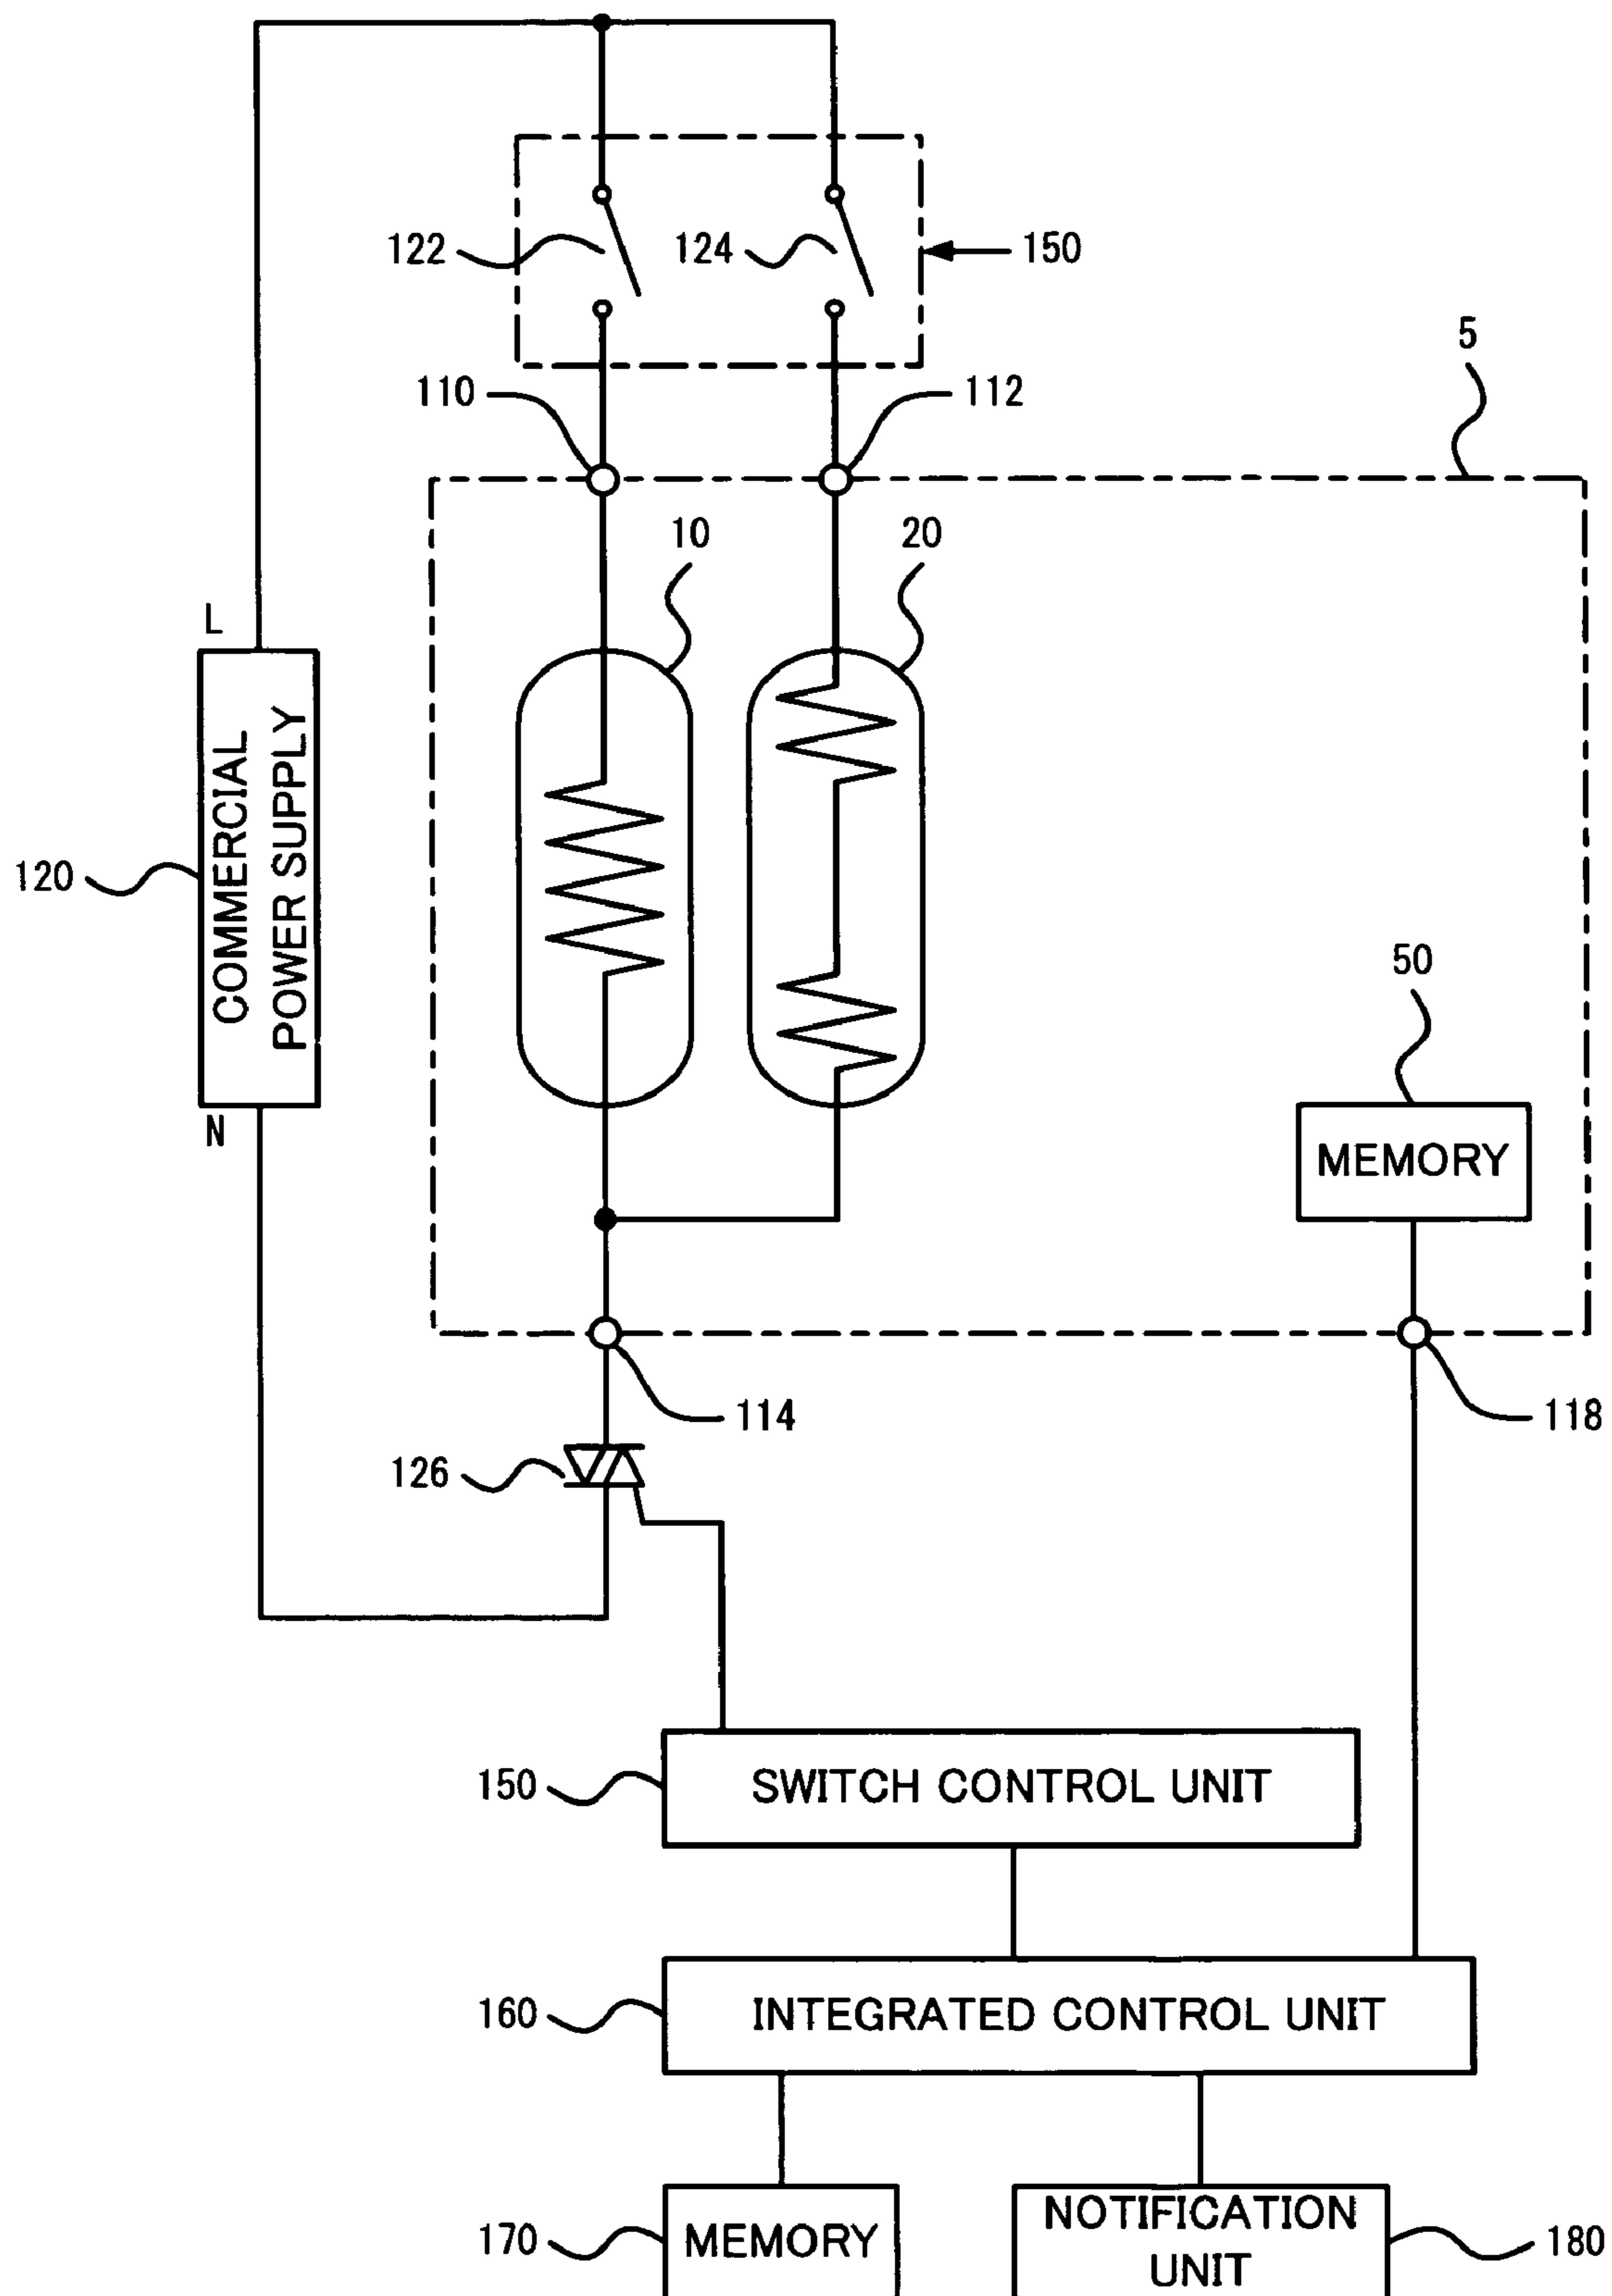 122
124
150
5
110
112
10
20
L
COMMERCIAL
POWER SUPPLY
120
50
N
MEMORY
114
118
126
150
SWITCH CONTROL UNIT
160
INTEGRATED CONTROL UNIT
170
MEMORY
NOTIFICATION
UNIT
180